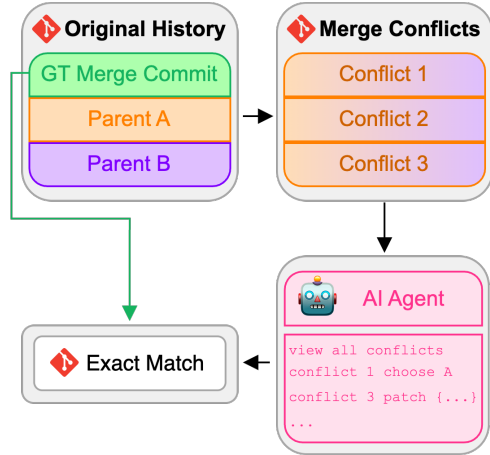 Original History
GT Merge Commit
Parent A
Parent B
Merge Conflicts
Conflict 1
Conflict 2
Conflict 3
AI Agent
view all conflicts
conflict 1 choose A
conflict 3 patch {...}
...
Exact Match